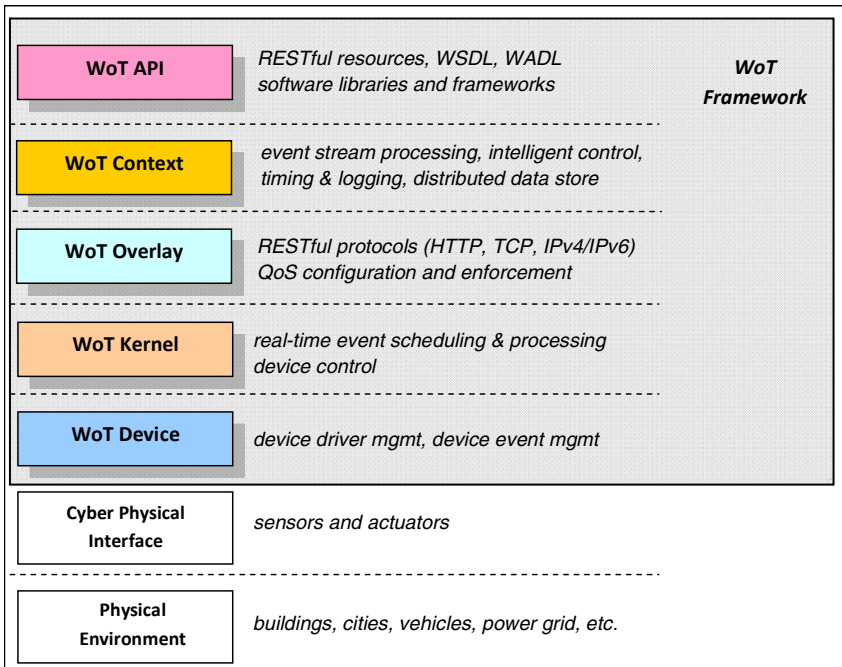 WoT API
RESTful resources, WSDL, WADL
software libraries and frameworks
WoT
Framework
WoT Context
event stream processing, intelligent control,
timing & logging, distributed data store
WoT Overlay
RESTful protocols (HTTP, TCP, IPv4/IPv6)
QoS configuration and enforcement
WoT Kernel
real-time event scheduling & processing
device control
WoT Device
device driver mgmt, device event mgmt
Cyber Physical
Interface
sensors and actuators
Physical
Environment
buildings, cities, vehicles, power grid, etc.